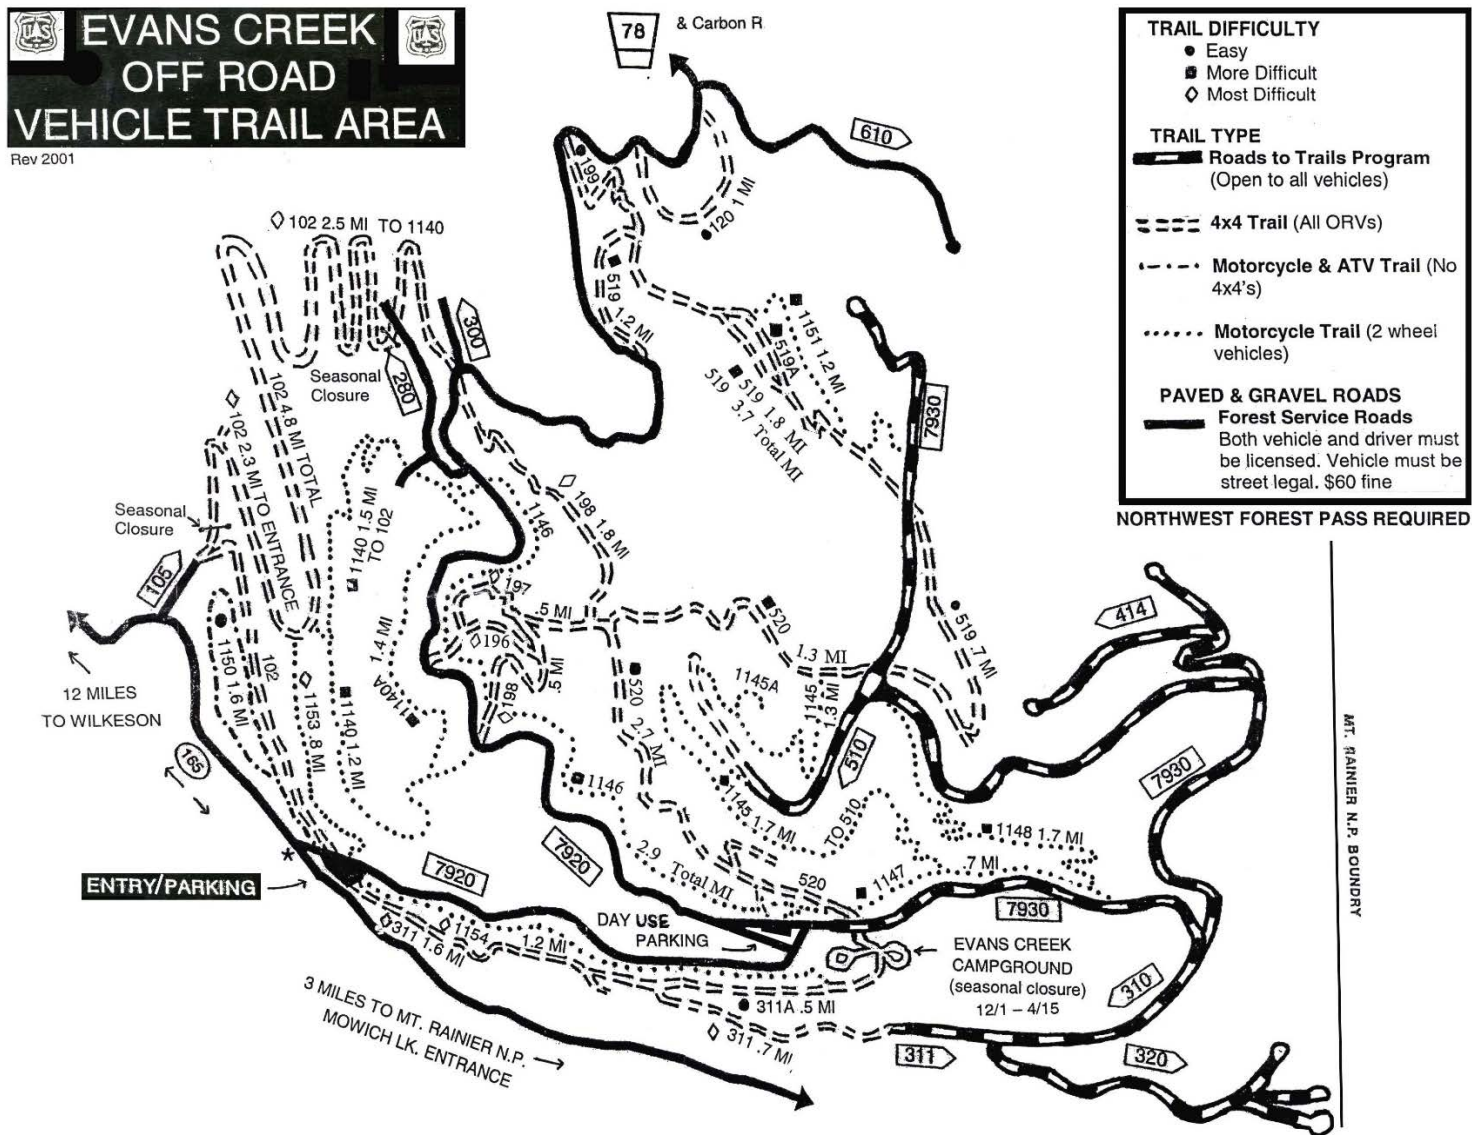 EVANS CREEK
OFF ROAD
VEHICLE TRAIL AREA
Rev 2001
78
& Carbon R
610
TRAIL DIFFICULTY
Easy
More Difficult
Most Difficult
TRAIL TYPE
Roads to Trails Program
(Open to all vehicles)
4x4 Trail (All ORVs)
Motorcycle & ATV Trail (No
4x4's)
Motorcycle Trail (2 wheel
vehicles)
PAVED & GRAVEL ROADS
Forest Service Roads
Both vehicle and driver must
be licensed. Vehicle must be
street legal. $60 fine
NORTHWEST FOREST PASS REQUIRED
199
120 1 MI
102 2.5 MI TO 1140
519 1.2 MI
300
280
Seasonal
Closure
1151 1.2 MI
519A
519 1.8 MI
519 3.7 Total MI
7930
102 4.8 MI TOTAL
102 2.3 MI TO ENTRANCE
Seasonal
Closure
105
1140 1.5 MI
TO 102
1146
198 1.8 MI
197
.5 MI
196
.5 MI
198
520
1.3 MI
519 .7 MI
414
1150 1.6 MI
102
1153 .8 MI
1140 1.2 MI
1.4 MI
1140A
12 MILES
TO WILKESON
165
520 2.7 MI
1145A
1145
1.3 MI
510
7930
MT. RAINIER N.P. BOUNDRY
1146
1145 1.7 MI
TO 510
1148 1.7 MI
.7 MI
2.9 Total MI
520
1147
*
ENTRY/PARKING
7920
7920
7930
DAY USE
PARKING
311 1.6 MI
1154
1.2 MI
EVANS CREEK
CAMPGROUND
(seasonal closure)
12/1 – 4/15
310
3 MILES TO MT. RAINIER N.P.
MOWICH LK. ENTRANCE
311A .5 MI
311 .7 MI
311
320